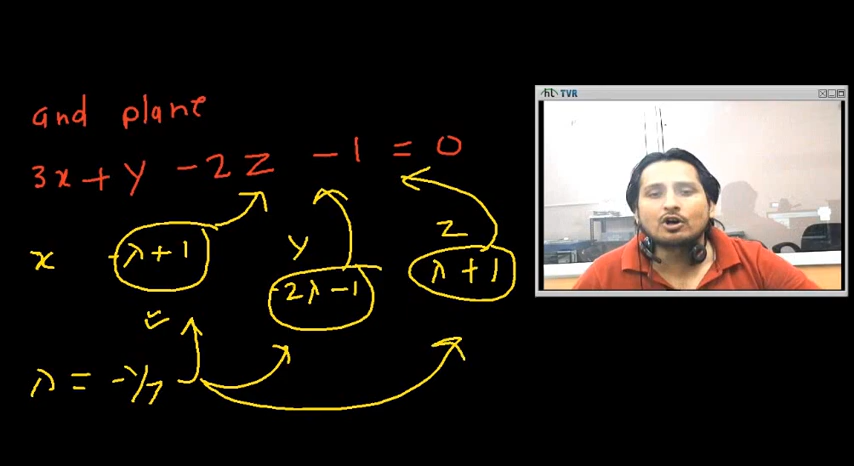 and plane
3x + y - 2z - 1 = 0
x -λ+1 y -2λ-1 z λ+1
λ = -1/7
TVR